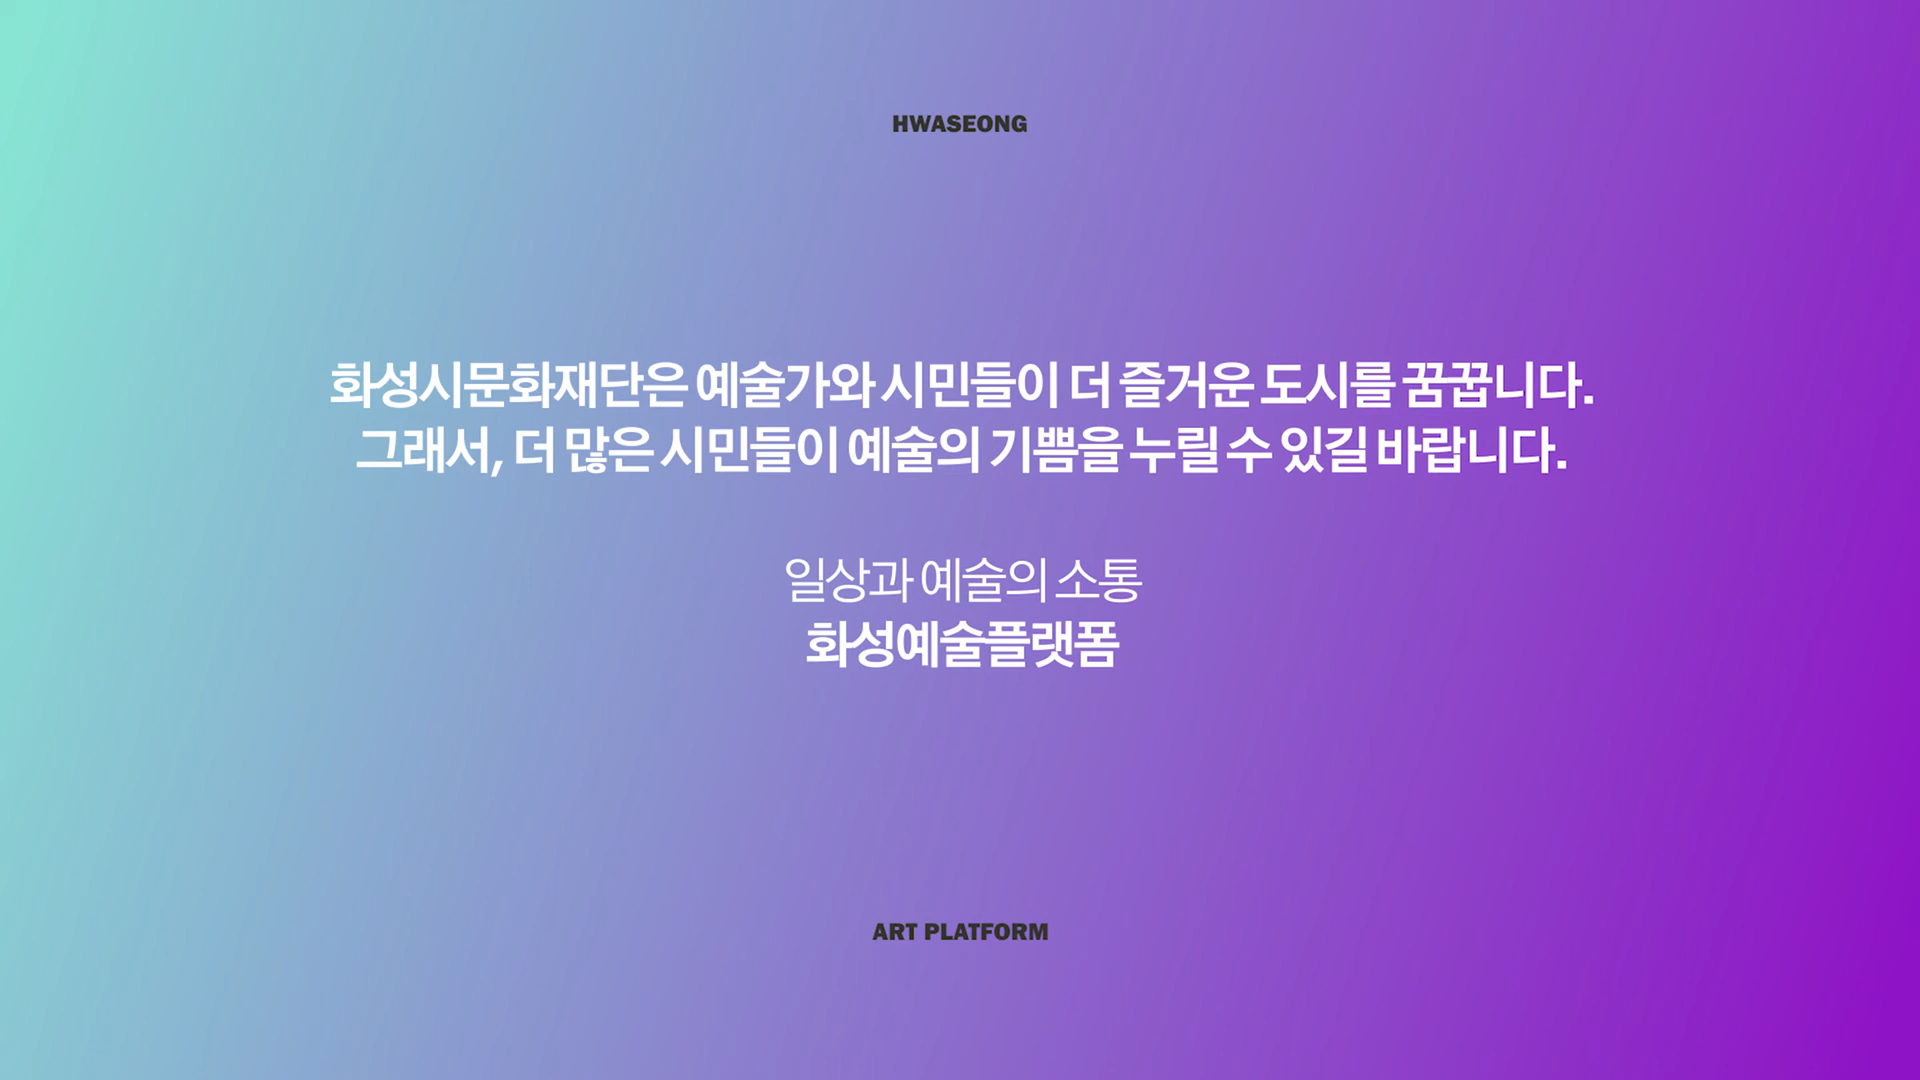 HWASEONG
화성시문화재단은 예술가와 시민들이 더 즐거운 도시를 꿈꿉니다.
그래서, 더 많은 시민들이 예술의 기쁨을 누릴 수 있길 바랍니다.
일상과 예술의 소통
화성예술플랫폼
ART PLATFORM